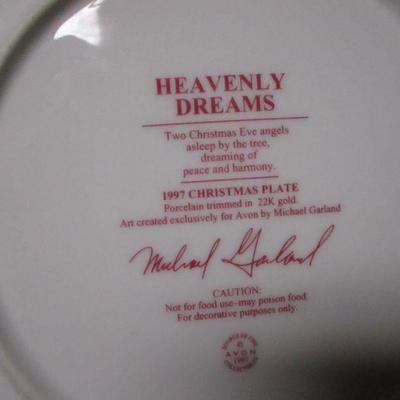 HEAVENLY
DREAMS
Two Christmas Eve angels
asleep by the tree,
dreaming of
peace and harmony.
1997 CHRISTMAS PLATE
Porcelain trimmed in 22K gold.
Art created exclusively for Avon by Michael Garland
Michael Garland
CAUTION:
Not for food use–may poison food.
For decorative purposes only.
AVON